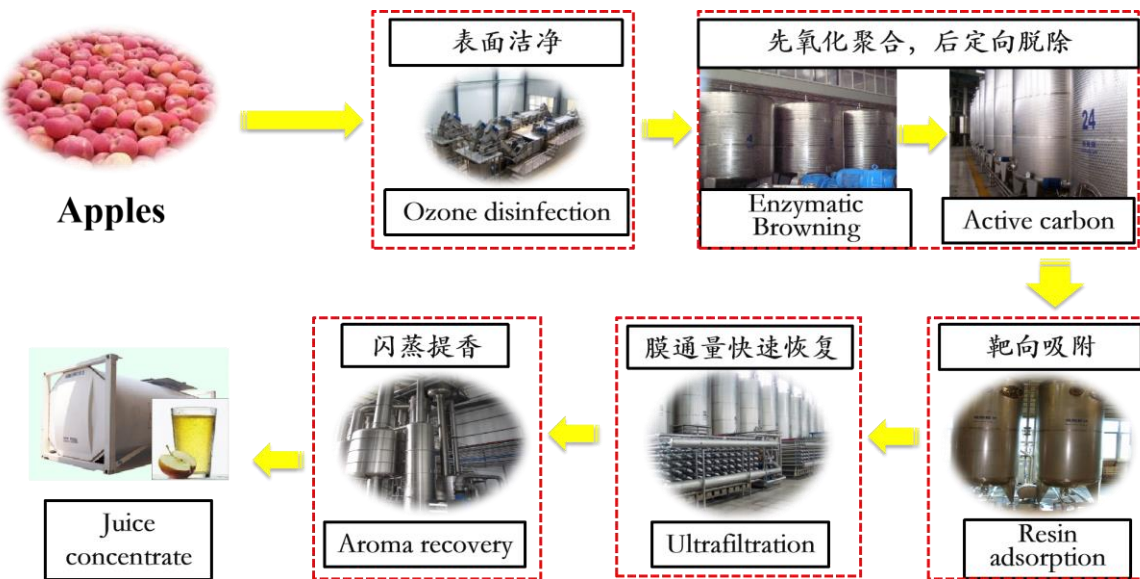 Apples
表面洁净
Ozone disinfection
先氧化聚合，后定向脱除
Enzymatic
Browning
24
Active carbon
靶向吸附
Resin
adsorption
膜通量快速恢复
Ultrafiltration
闪蒸提香
Aroma recovery
Juice
concentrate